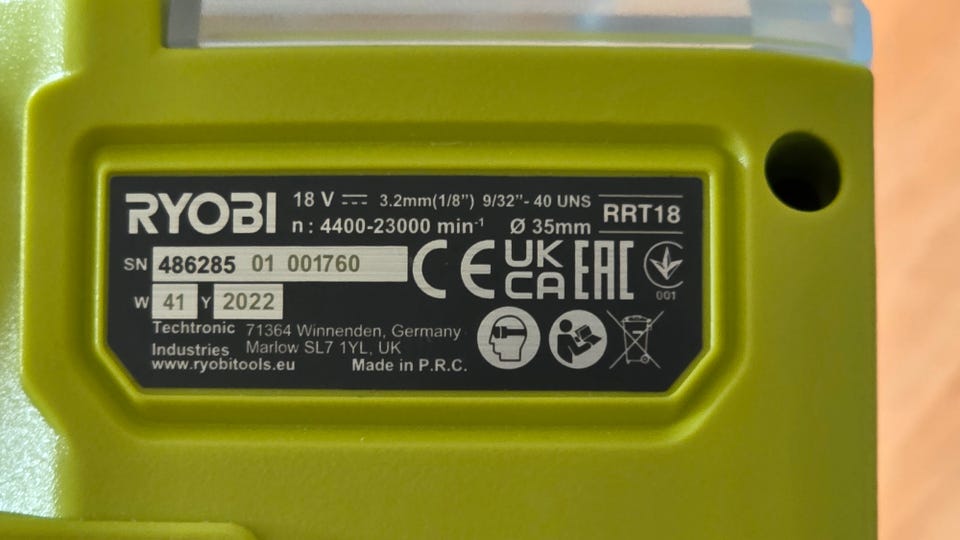 RYOBI 18 V ⎓ 3.2mm(1/8") 9/32"- 40 UNS RRT18
n : 4400-23000 min⁻¹ Ø 35mm
SN 486285 01 001760
W 41 Y 2022
CE UKCA EAC 001
Techtronic Industries
71364 Winnenden, Germany
Marlow SL7 1YL, UK
www.ryobitools.eu Made in P.R.C.